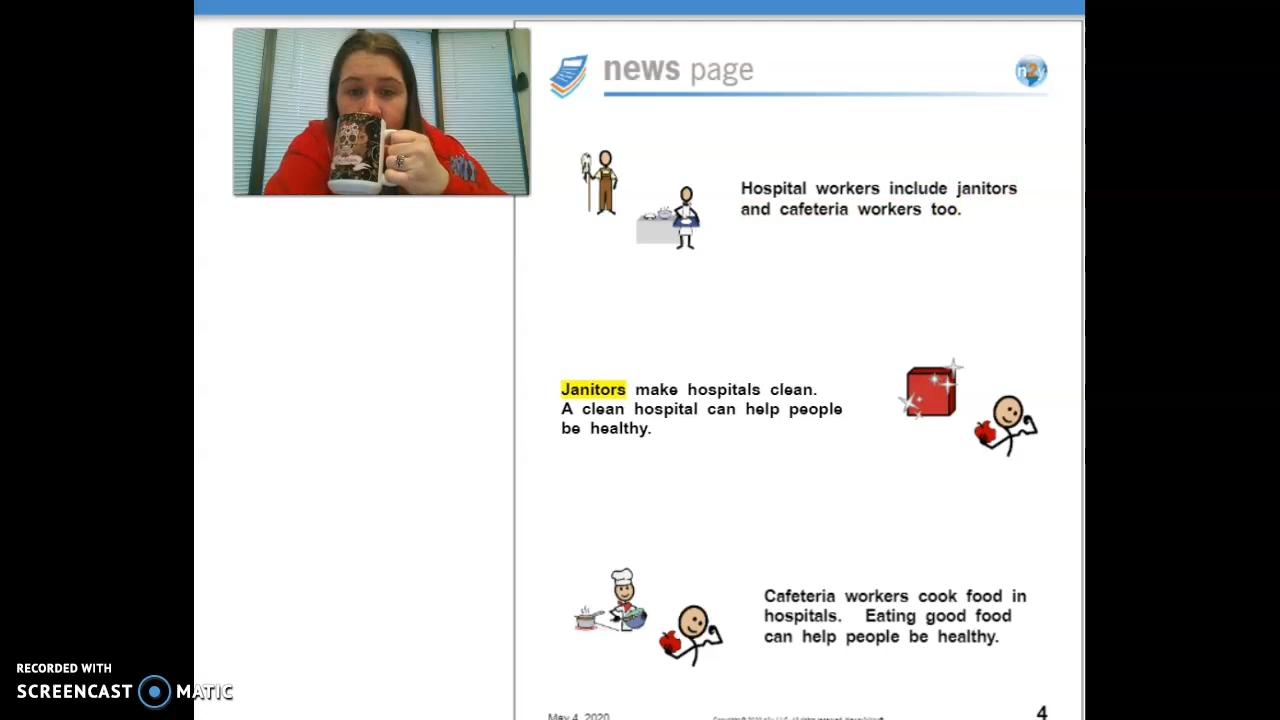 news page
n2y
Hospital workers include janitors
and cafeteria workers too.
Janitors make hospitals clean.
A clean hospital can help people
be healthy.
Cafeteria workers cook food in
hospitals. Eating good food
can help people be healthy.
May 4, 2020
4
RECORDED WITH
SCREENCAST MATIC